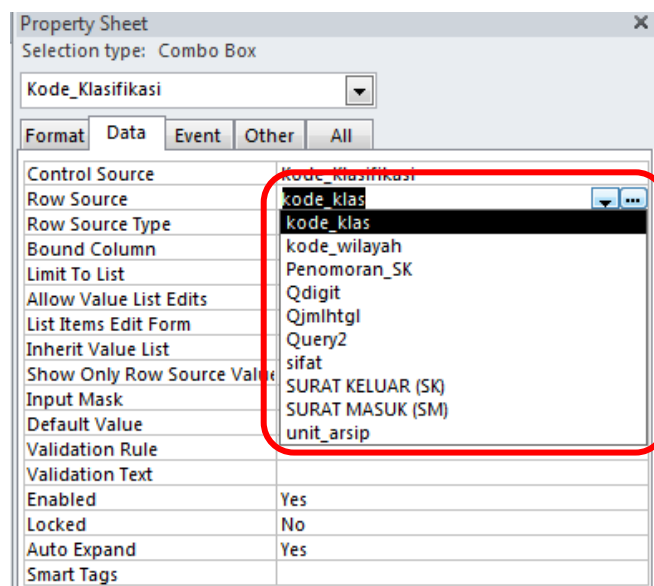 Property Sheet
Selection type: Combo Box
Kode_Klasifikasi
Format Data Event Other All
Control Source Kode_Klasifikasi
Row Source kode_klas
Row Source Type kode_klas
Bound Column kode_wilayah
Limit To List Penomoran_SK
Allow Value List Edits Qdigit
List Items Edit Form Qjmlhtgl
Inherit Value List Query2
Show Only Row Source Value sifat
Input Mask SURAT KELUAR (SK)
Default Value SURAT MASUK (SM)
Validation Rule unit_arsip
Validation Text
Enabled Yes
Locked No
Auto Expand Yes
Smart Tags